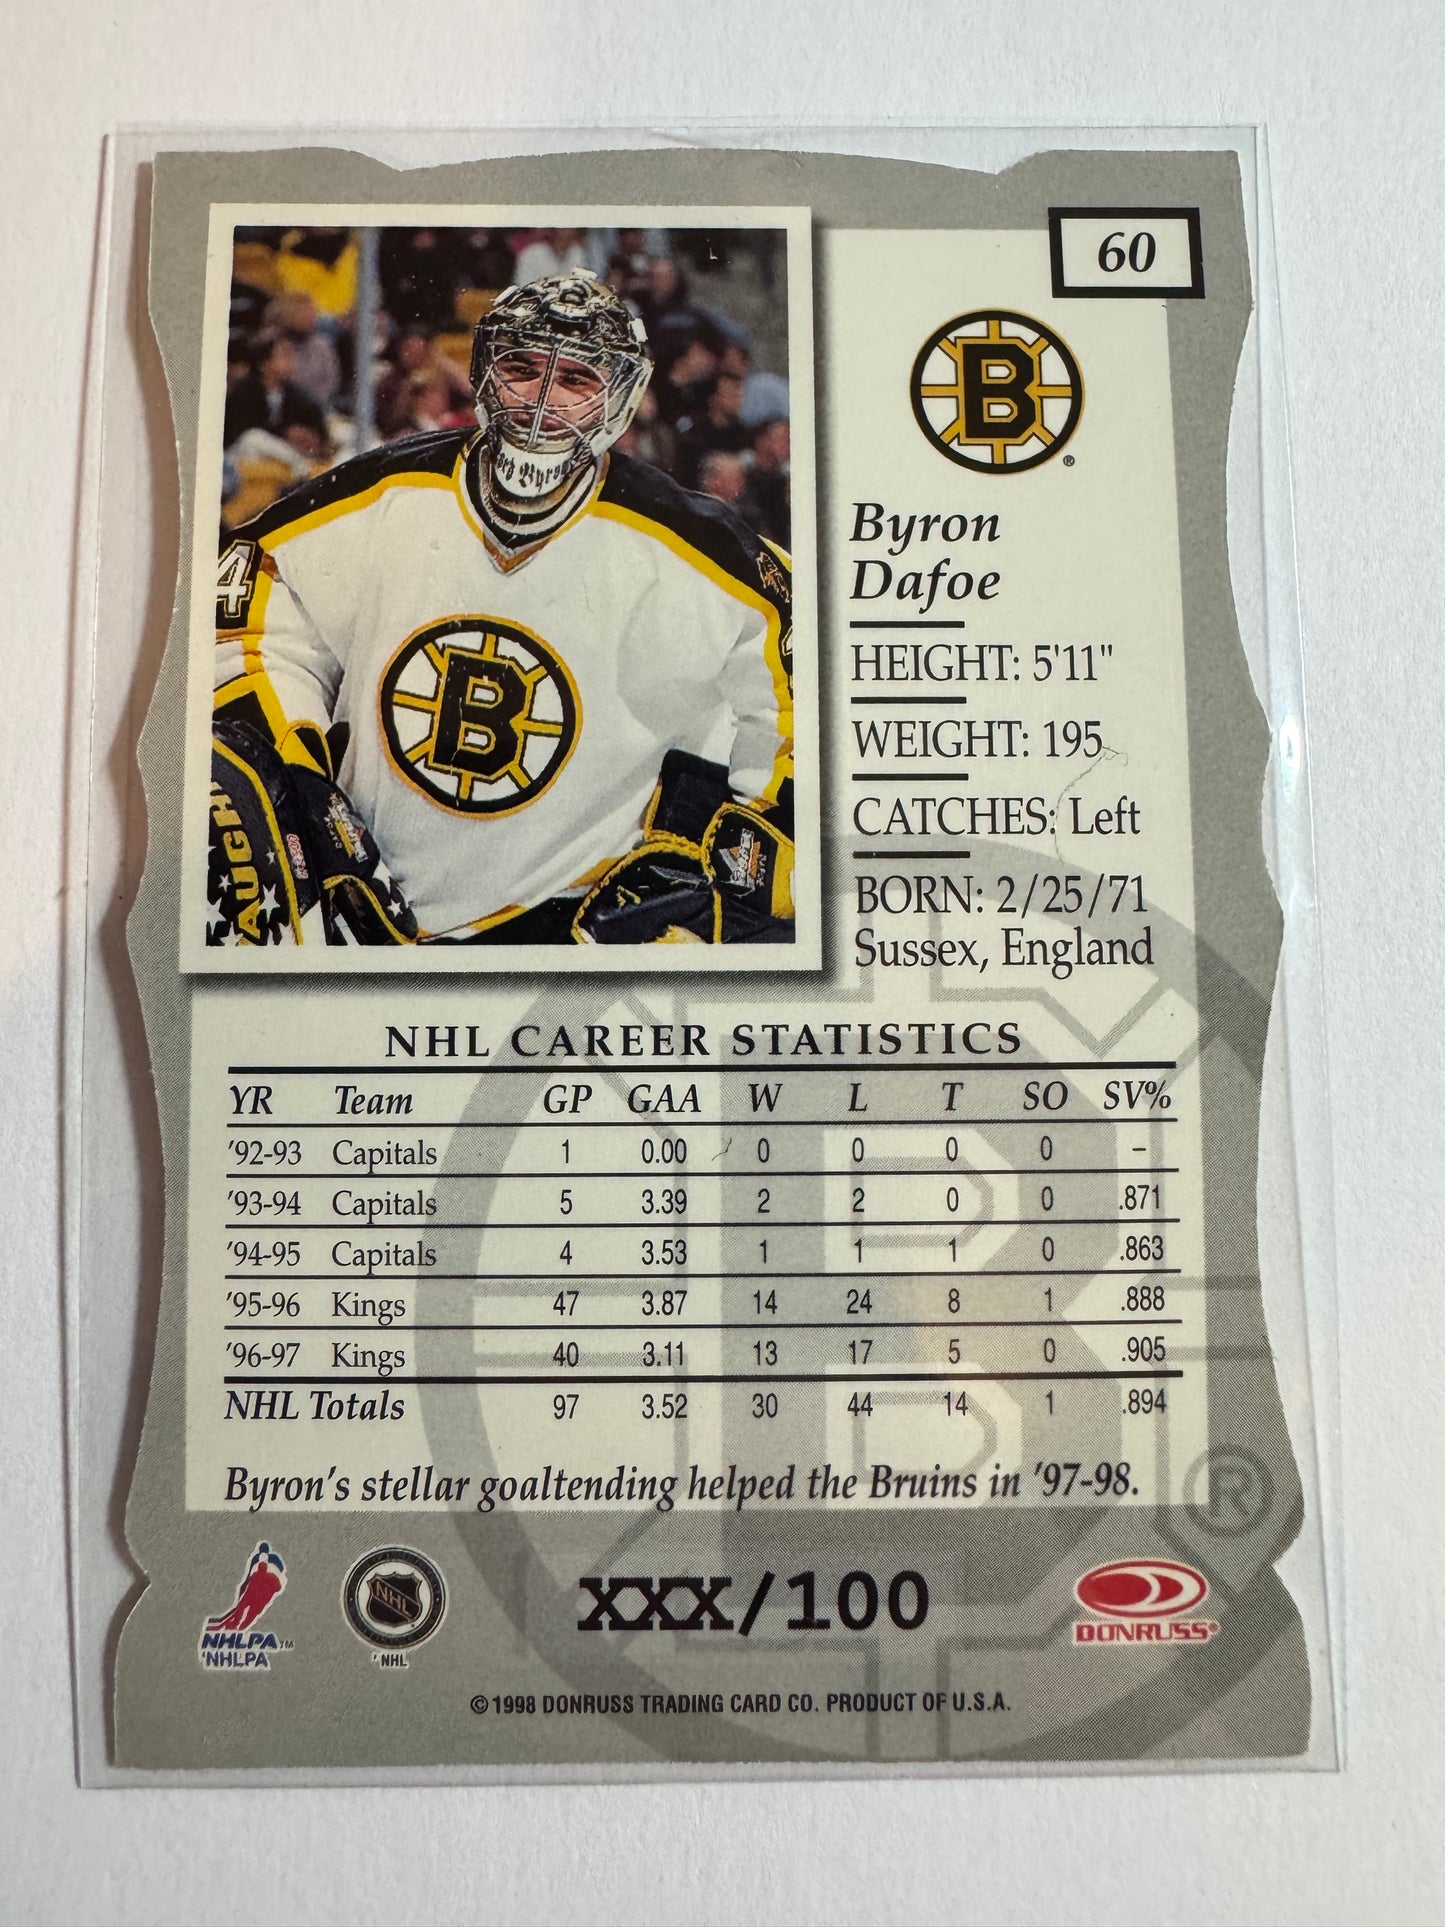 60
B
®
Byron
Dafoe
HEIGHT: 5'11"
WEIGHT: 195
CATCHES: Left
BORN: 2/25/71
Sussex, England
4
B
NHL CAREER STATISTICS
YR Team GP GAA W L T SO SV%
'92-93 Capitals 1 0.00 0 0 0 0 –
'93-94 Capitals 5 3.39 2 2 0 0 .871
'94-95 Capitals 4 3.53 1 1 1 0 .863
'95-96 Kings 47 3.87 14 24 8 1 .888
'96-97 Kings 40 3.11 13 17 5 0 .905
NHL Totals 97 3.52 30 44 14 1 .894
Byron's stellar goaltending helped the Bruins in '97-98.
®
NHLPA™
'NHLPA
NHL
' NHL
XXX/100
DONRUSS®
©1998 DONRUSS TRADING CARD CO. PRODUCT OF U.S.A.